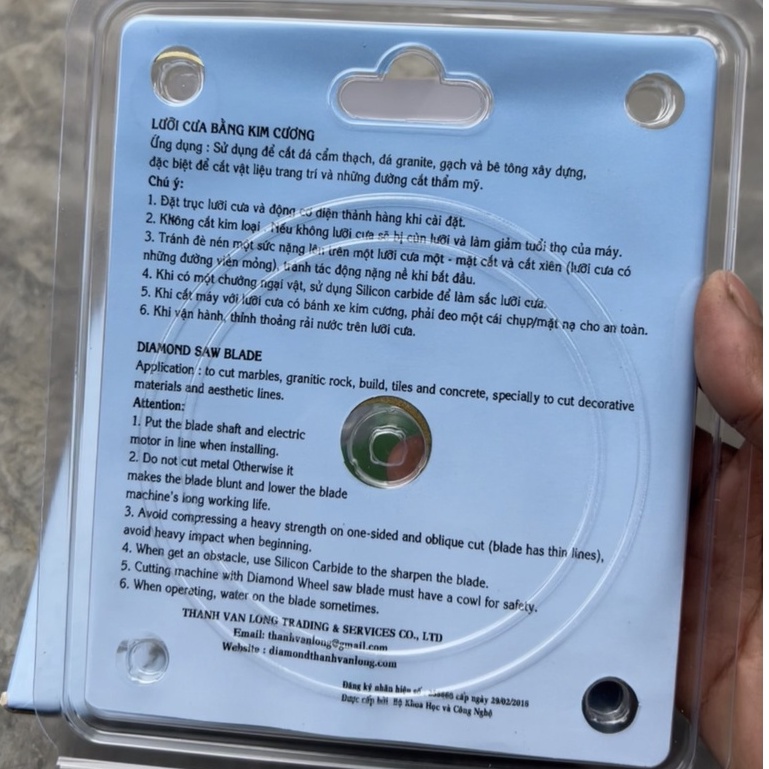 LƯỠI CƯA BẰNG KIM CƯƠNG
Ứng dụng : Sử dụng để cắt đá cẩm thạch, đá granite, gạch và bê tông xây dựng,
đặc biệt để cắt vật liệu trang trí và những đường cắt thẩm mỹ.
Chú ý:
1. Đặt trục lưỡi cưa và động cơ điện thành hàng khi cài đặt.
2. Không cắt kim loại . Nếu không lưỡi cưa sẽ bị cùn lưỡi và làm giảm tuổi thọ của máy.
3. Tránh đè nén một sức nặng lên trên một lưỡi cưa một - mặt cắt và cắt xiên (lưỡi cưa có
những đường viền mỏng), tránh tác động nặng nề khi bắt đầu.
4. Khi có một chướng ngại vật, sử dụng Silicon carbide để làm sắc lưỡi cưa.
5. Khi cắt máy với lưỡi cưa có bánh xe kim cương, phải đeo một cái chụp/mặt nạ cho an toàn.
6. Khi vận hành, thỉnh thoảng rải nước trên lưỡi cưa.
DIAMOND SAW BLADE
Application : to cut marbles, granitic rock, build, tiles and concrete, specially to cut decorative
materials and aesthetic lines.
Attention:
1. Put the blade shaft and electric
motor in line when installing.
2. Do not cut metal Otherwise it
makes the blade blunt and lower the blade
machine's long working life.
3. Avoid compressing a heavy strength on one-sided and oblique cut (blade has thin lines),
avoid heavy impact when beginning.
4. When get an obstacle, use Silicon Carbide to the sharpen the blade.
5. Cutting machine with Diamond Wheel saw blade must have a cowl for safety.
6. When operating, water on the blade sometimes.
THANH VAN LONG TRADING & SERVICES CO., LTD
Email: thanhvanlong@gmail.com
Website : diamondthanhvanlong.com
Đăng ký nhãn hiệu số : cấp ngày 29/02/2018
Được cấp bởi Bộ Khoa Học và Công Nghệ